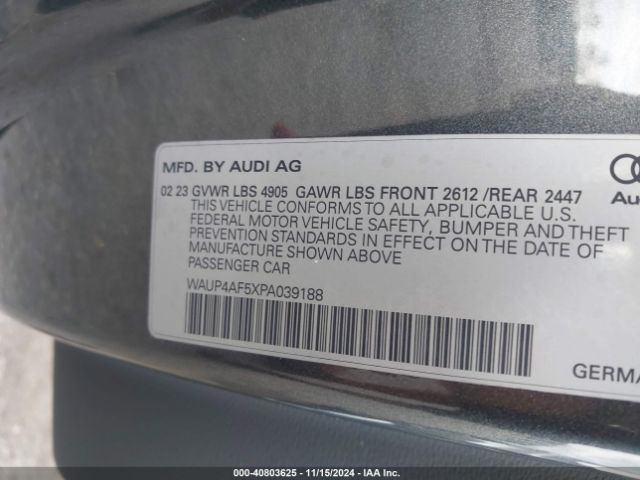 MFD. BY AUDI AG
02 23 GVWR LBS 4905 GAWR LBS FRONT 2612 /REAR 2447
THIS VEHICLE CONFORMS TO ALL APPLICABLE U.S.
FEDERAL MOTOR VEHICLE SAFETY, BUMPER AND THEFT
PREVENTION STANDARDS IN EFFECT ON THE DATE OF
MANUFACTURE SHOWN ABOVE
PASSENGER CAR
WAUP4AF5XPA039188
Au
GERMA
000-40803625 - 11/15/2024 - IAA Inc.